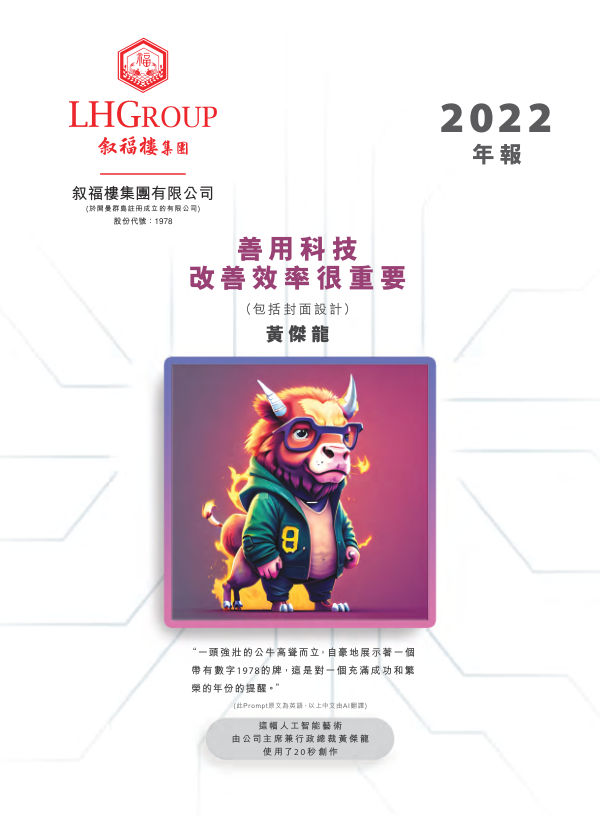 福
LHGROUP
叙福樓集團
叙福樓集團有限公司
(於開曼群島註冊成立的有限公司)
股份代號：1978
2022
年報
善用科技
改善效率很重要
（包括封面設計）
黃傑龍
8
“一頭強壯的公牛高聳而立，自豪地展示著一個
帶有數字1978的牌，這是對一個充滿成功和繁
榮的年份的提醒。”
(此Prompt原文為英語，以上中文由AI翻譯)
這幅人工智能藝術
由公司主席兼行政總裁黃傑龍
使用了20秒創作